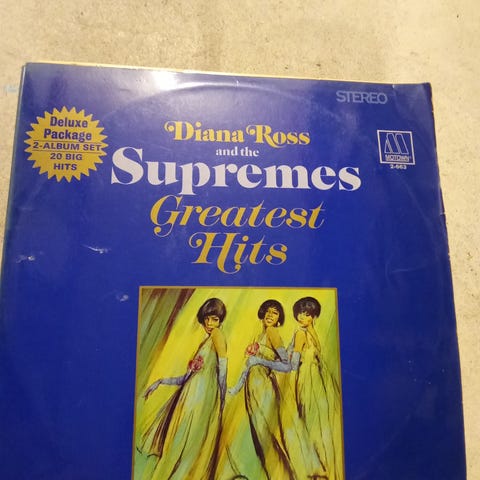 STEREO
Deluxe
Package
2-ALBUM SET
20 BIG
HITS
Diana Ross
and the
Supremes
Greatest
Hits
M
MOTOWN
2-663